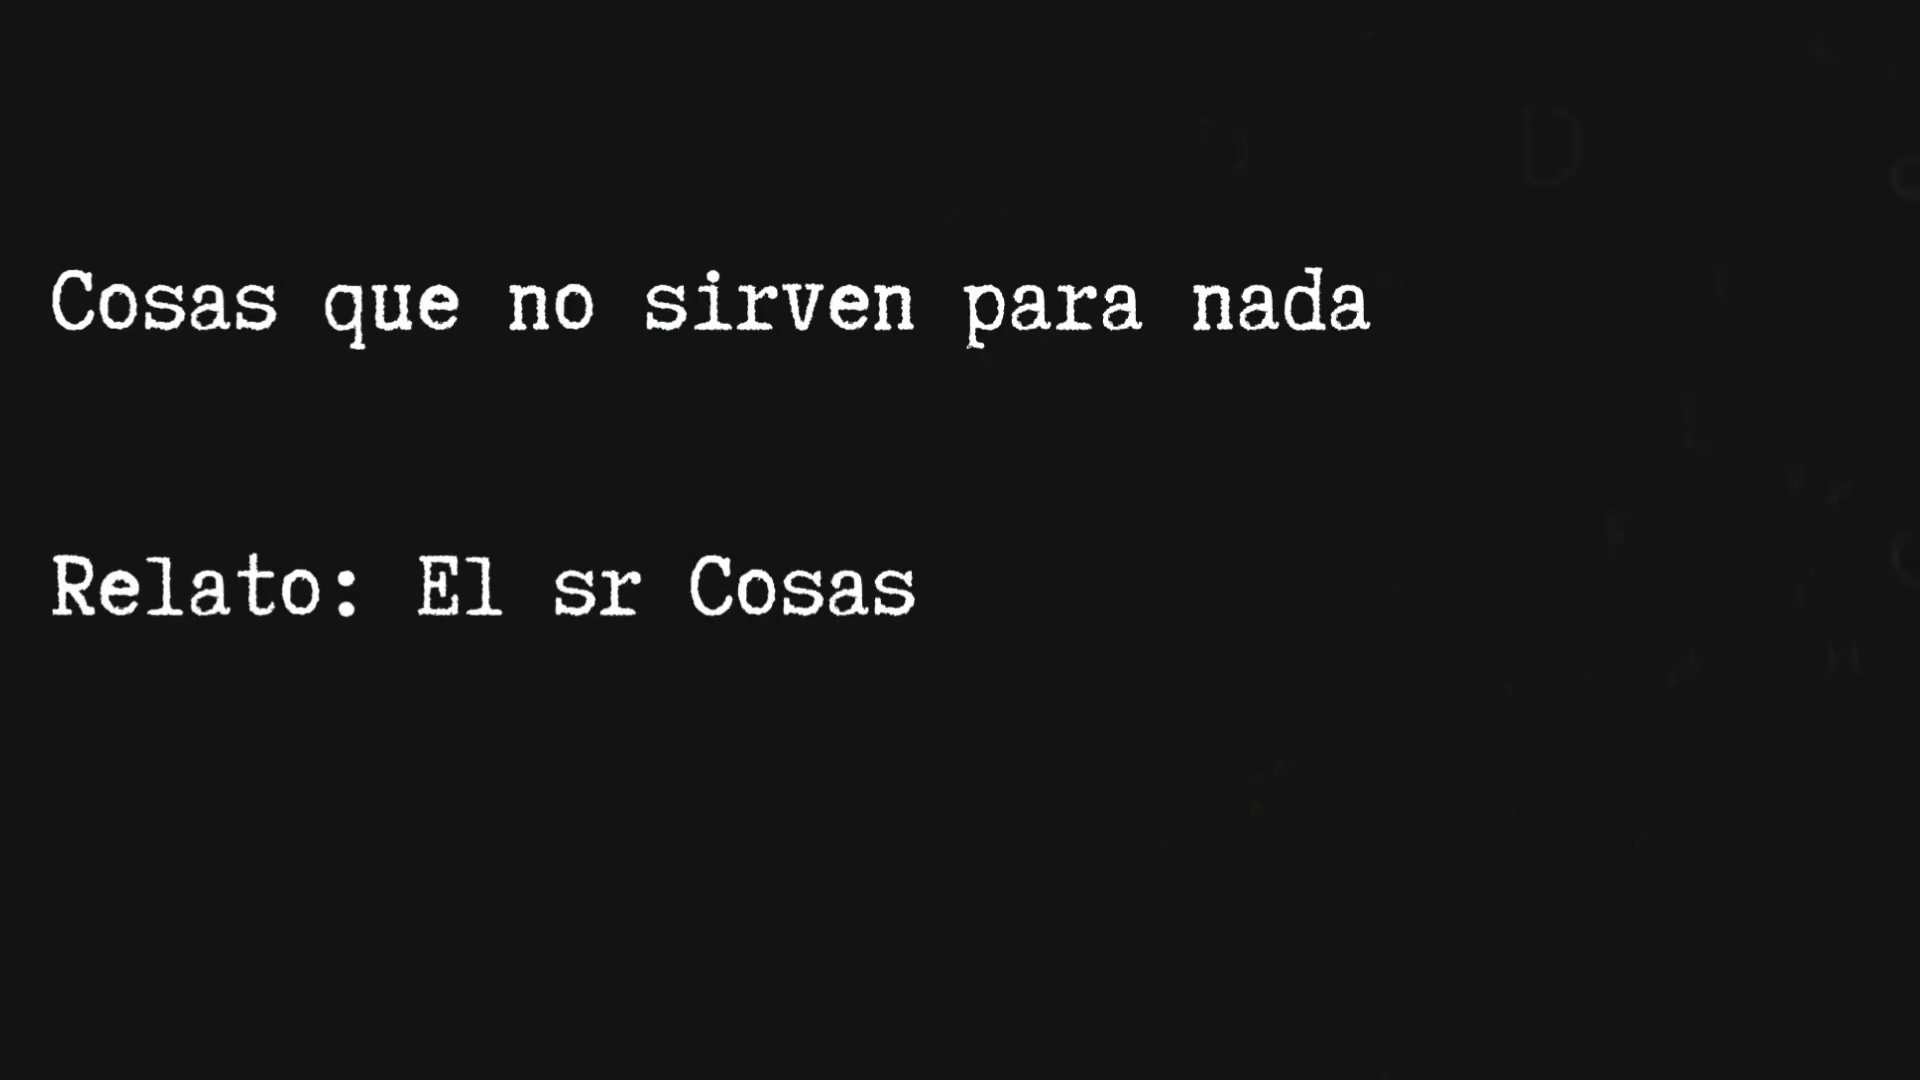 Cosas que no sirven para nada
Relato: El sr Cosas